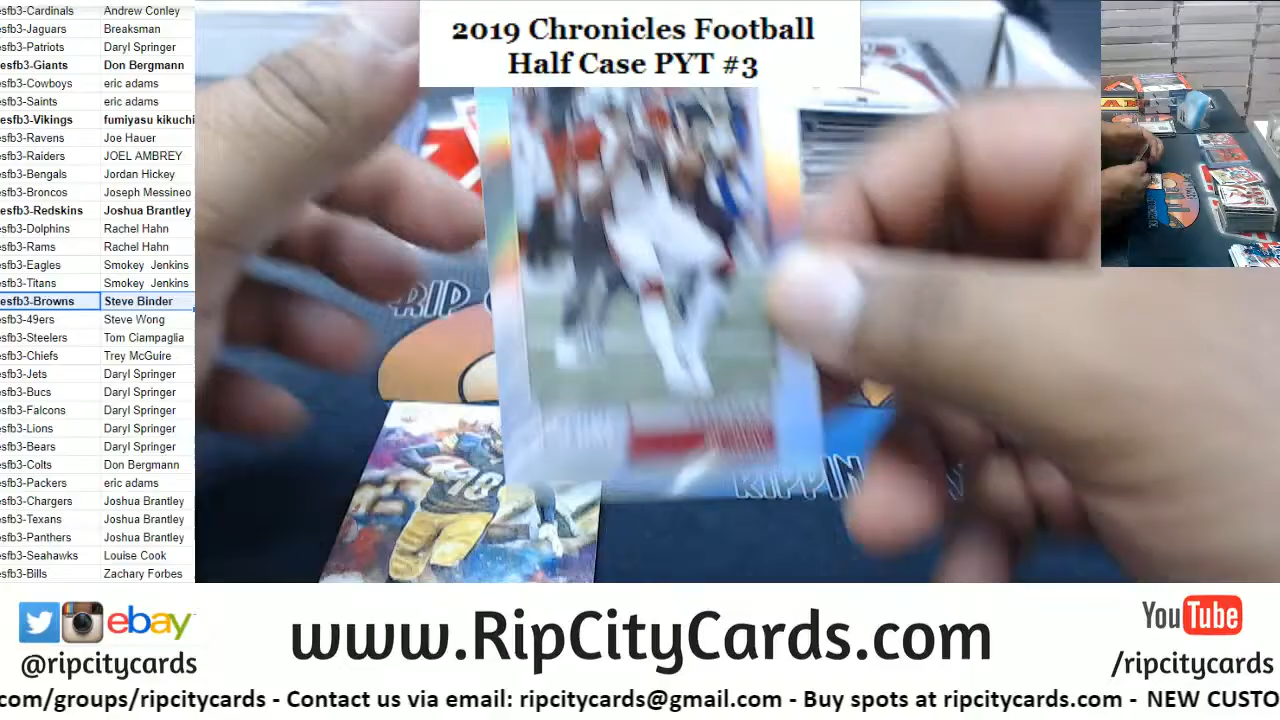 2019 Chronicles Football
Half Case PYT #3
esfb3-Cardinals Andrew Conley
esfb3-Jaguars Breaksman
esfb3-Patriots Daryl Springer
esfb3-Giants Don Bergmann
esfb3-Cowboys eric adams
esfb3-Saints eric adams
esfb3-Vikings fumiyasu kikuchi
esfb3-Ravens Joe Hauer
esfb3-Raiders JOEL AMBREY
esfb3-Bengals Jordan Hickey
esfb3-Broncos Joseph Messineo
esfb3-Redskins Joshua Brantley
esfb3-Dolphins Rachel Hahn
esfb3-Rams Rachel Hahn
esfb3-Eagles Smokey Jenkins
esfb3-Titans Smokey Jenkins
esfb3-Browns Steve Binder
esfb3-49ers Steve Wong
esfb3-Steelers Tom Ciampaglia
esfb3-Chiefs Trey McGuire
esfb3-Jets Daryl Springer
esfb3-Bucs Daryl Springer
esfb3-Falcons Daryl Springer
esfb3-Lions Daryl Springer
esfb3-Bears Daryl Springer
esfb3-Colts Don Bergmann
esfb3-Packers eric adams
esfb3-Chargers Joshua Brantley
esfb3-Texans Joshua Brantley
esfb3-Panthers Joshua Brantley
esfb3-Seahawks Louise Cook
esfb3-Bills Zachary Forbes
RIP
RIPPIN
ebay
@ripcitycards
www.RipCityCards.com
YouTube
/ripcitycards
com/groups/ripcitycards - Contact us via email: ripcitycards@gmail.com - Buy spots at ripcitycards.com - NEW CUSTO